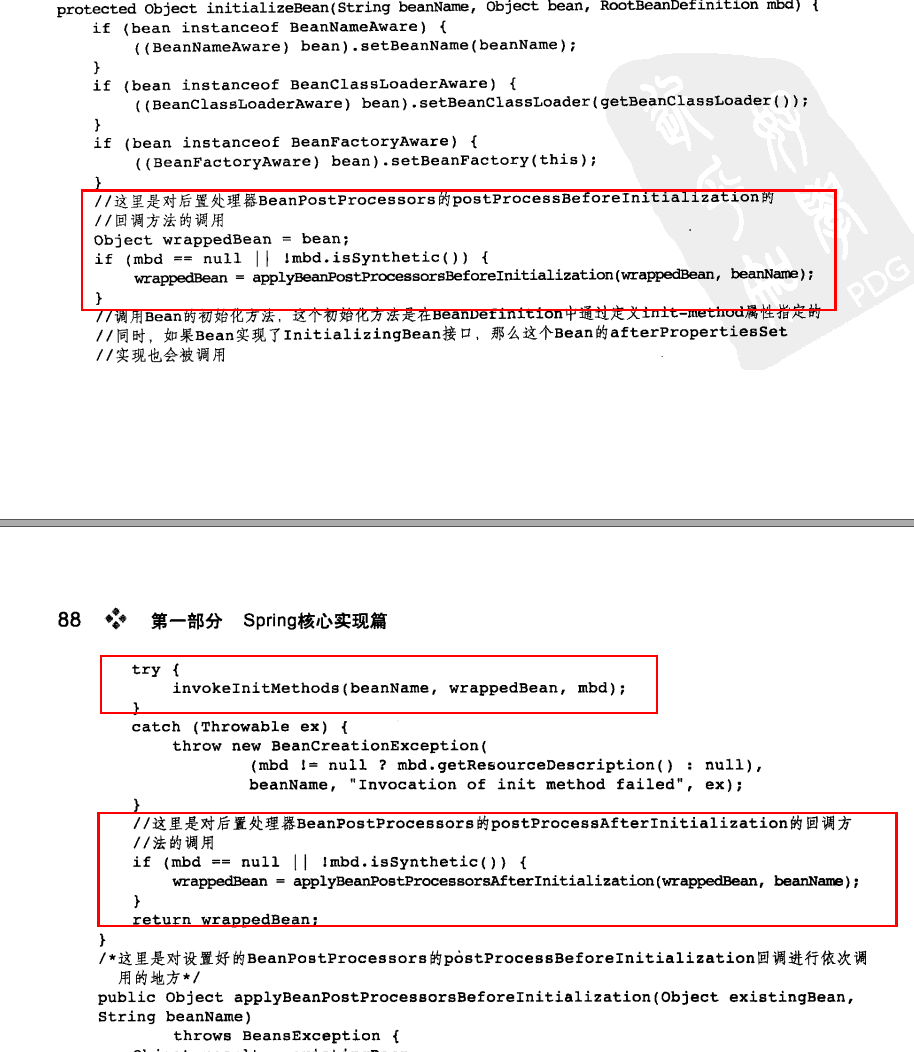 protected Object initializeBean(String beanName, Object bean, RootBeanDefinition mbd) {
if (bean instanceof BeanNameAware) {
((BeanNameAware) bean).setBeanName(beanName);
}
if (bean instanceof BeanClassLoaderAware) {
((BeanClassLoaderAware) bean).setBeanClassLoader(getBeanClassLoader());
}
if (bean instanceof BeanFactoryAware) {
((BeanFactoryAware) bean).setBeanFactory(this);
}
//这里是对后置处理器BeanPostProcessors的postProcessBeforeInitialization的
//回调方法的调用
Object wrappedBean = bean;
if (mbd == null || !mbd.isSynthetic()) {
wrappedBean = applyBeanPostProcessorsBeforeInitialization(wrappedBean, beanName);
}
//调用Bean的初始化方法，这个初始化方法是在BeanDefinition中通过定义init-method属性指定的
//同时，如果Bean实现了InitializingBean接口，那么这个Bean的afterPropertiesSet
//实现也会被调用
PDG
88 第一部分 Spring核心实现篇
try {
invokeInitMethods(beanName, wrappedBean, mbd);
}
catch (Throwable ex) {
throw new BeanCreationException(
(mbd != null ? mbd.getResourceDescription() : null),
beanName, "Invocation of init method failed", ex);
}
//这里是对后置处理器BeanPostProcessors的postProcessAfterInitialization的回调方
//法的调用
if (mbd == null || !mbd.isSynthetic()) {
wrappedBean = applyBeanPostProcessorsAfterInitialization(wrappedBean, beanName);
}
return wrappedBean;
}
/*这里是对设置好的BeanPostProcessors的postProcessBeforeInitialization回调进行依次调
用的地方*/
public Object applyBeanPostProcessorsBeforeInitialization(Object existingBean,
String beanName)
throws BeansException {